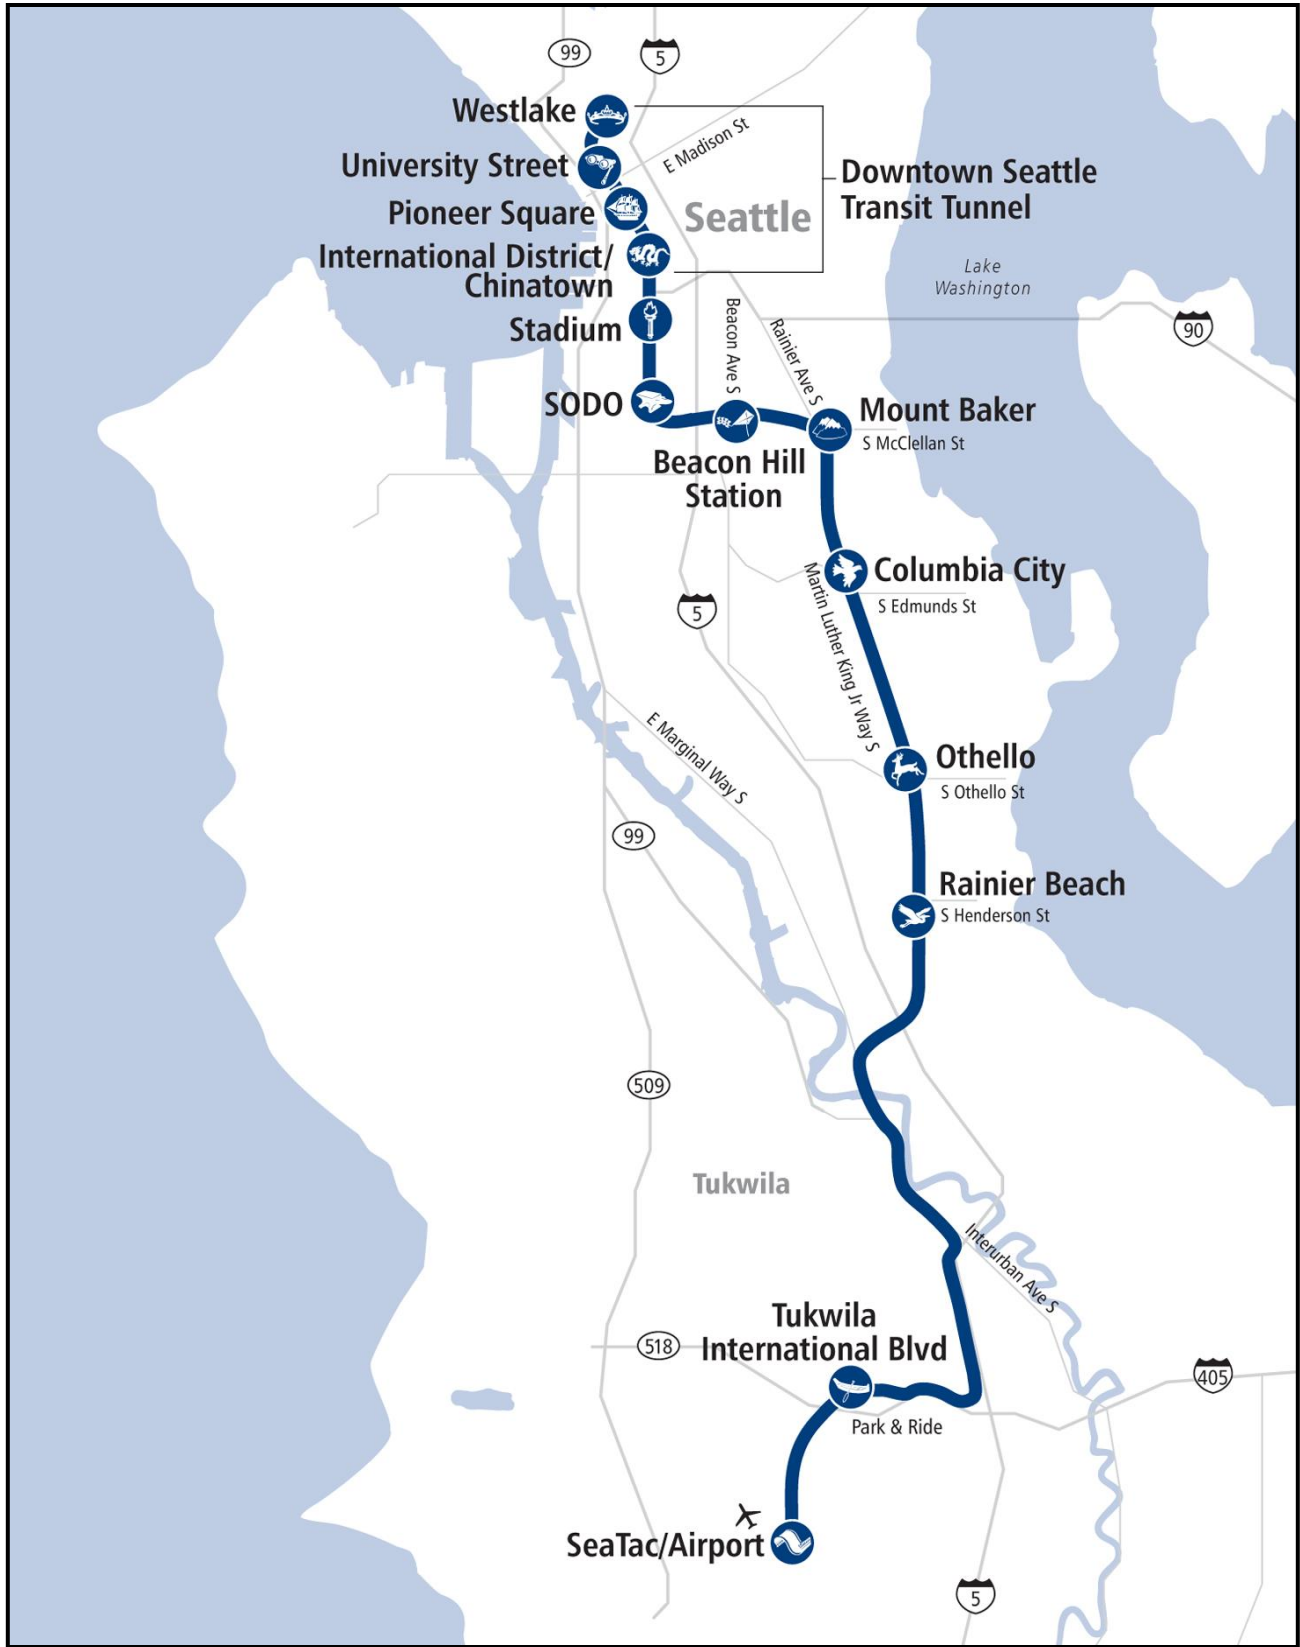 99
5
Westlake
E Madison St
University Street
Downtown Seattle
Transit Tunnel
Pioneer Square
Seattle
International District/
Chinatown
Lake
Washington
Stadium
Beacon Ave S
Rainier Ave S
90
SODO
Mount Baker
S McClellan St
Beacon Hill
Station
Columbia City
S Edmunds St
Martin Luther King Jr Way S
5
E Marginal Way S
Othello
S Othello St
99
Rainier Beach
S Henderson St
509
Tukwila
Interurban Ave S
Tukwila
International Blvd
518
405
Park & Ride
SeaTac/Airport
5